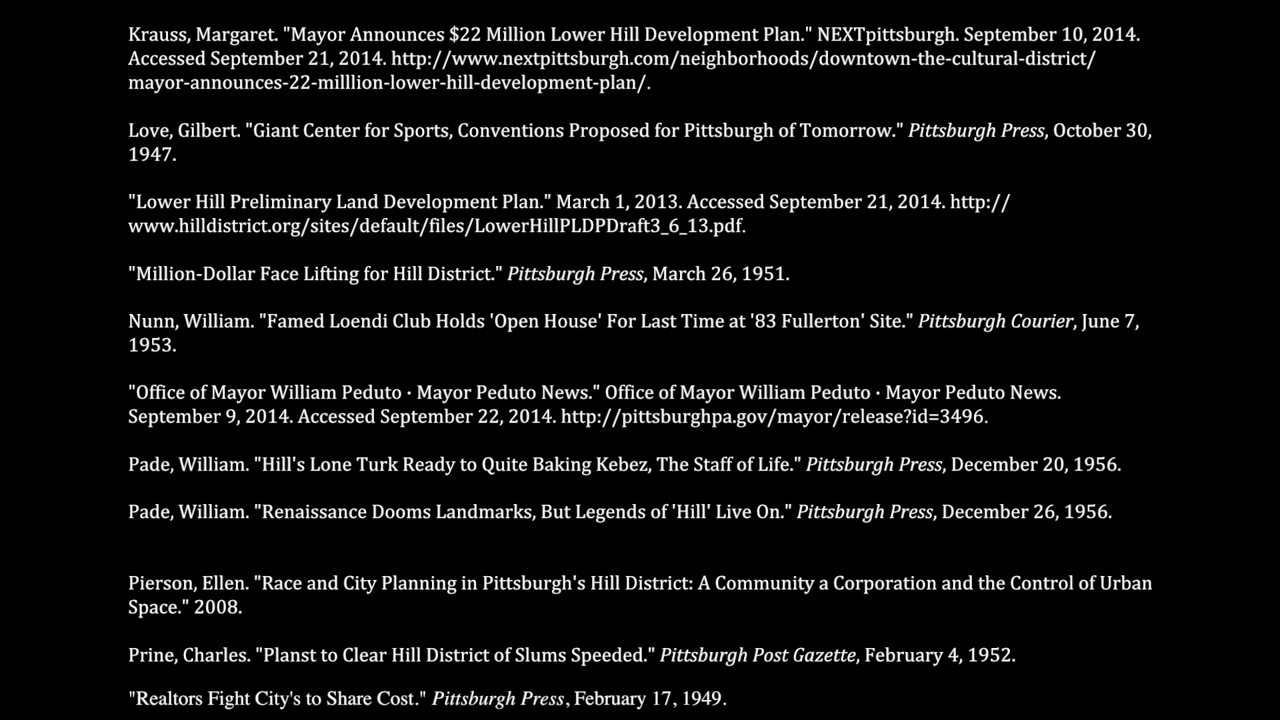 Krauss, Margaret. "Mayor Announces $22 Million Lower Hill Development Plan." NEXTpittsburgh. September 10, 2014.
Accessed September 21, 2014. http://www.nextpittsburgh.com/neighborhoods/downtown-the-cultural-district/
mayor-announces-22-milllion-lower-hill-development-plan/.
Love, Gilbert. "Giant Center for Sports, Conventions Proposed for Pittsburgh of Tomorrow." Pittsburgh Press, October 30,
1947.
"Lower Hill Preliminary Land Development Plan." March 1, 2013. Accessed September 21, 2014. http://
www.hilldistrict.org/sites/default/files/LowerHillPLDPDraft3_6_13.pdf.
"Million-Dollar Face Lifting for Hill District." Pittsburgh Press, March 26, 1951.
Nunn, William. "Famed Loendi Club Holds 'Open House' For Last Time at '83 Fullerton' Site." Pittsburgh Courier, June 7,
1953.
"Office of Mayor William Peduto · Mayor Peduto News." Office of Mayor William Peduto · Mayor Peduto News.
September 9, 2014. Accessed September 22, 2014. http://pittsburghpa.gov/mayor/release?id=3496.
Pade, William. "Hill's Lone Turk Ready to Quite Baking Kebez, The Staff of Life." Pittsburgh Press, December 20, 1956.
Pade, William. "Renaissance Dooms Landmarks, But Legends of 'Hill' Live On." Pittsburgh Press, December 26, 1956.
Pierson, Ellen. "Race and City Planning in Pittsburgh's Hill District: A Community a Corporation and the Control of Urban
Space." 2008.
Prine, Charles. "Planst to Clear Hill District of Slums Speeded." Pittsburgh Post Gazette, February 4, 1952.
"Realtors Fight City's to Share Cost." Pittsburgh Press, February 17, 1949.